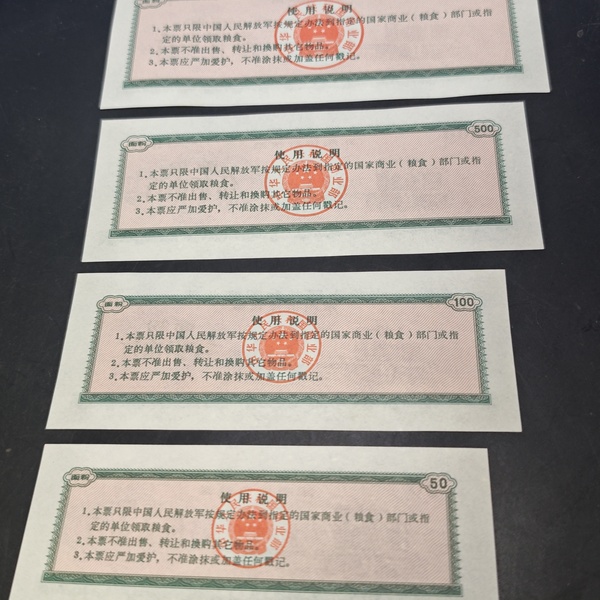 使用说明
1、本票只限中国人民解放军按规定办法到指定的国家商业（粮食）部门或指
定的单位领取粮食。
2、本票不准出售、转让和换购其它物品。
3、本票应严加爱护，不准涂抹或加盖任何戳记。
面粉
500
使用说明
1、本票只限中国人民解放军按规定办法到指定的国家商业（粮食）部门或指
定的单位领取粮食。
2、本票不准出售、转让和换购其它物品。
3、本票应严加爱护，不准涂抹或加盖任何戳记。
面粉
100
使用说明
1、本票只限中国人民解放军按规定办法到指定的国家商业（粮食）部门或指
定的单位领取粮食。
2、本票不准出售、转让和换购其它物品。
3、本票应严加爱护，不准涂抹或加盖任何戳记。
面粉
50
使用说明
1、本票只限中国人民解放军按规定办法到指定的国家商业（粮食）部门或指
定的单位领取粮食。
2、本票不准出售、转让和换购其它物品。
3、本票应严加爱护，不准涂抹或加盖任何戳记。